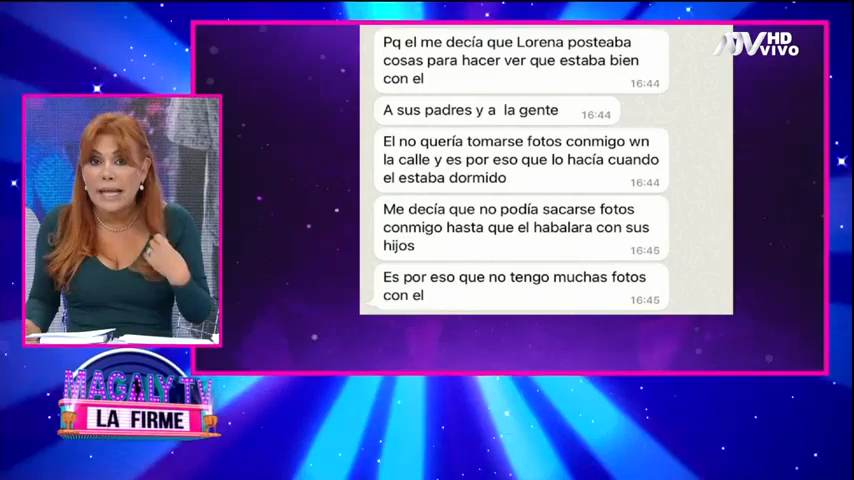 Pq el me decía que Lorena posteaba
cosas para hacer ver que estaba bien
con el
16:44
A sus padres y a la gente
16:44
El no quería tomarse fotos conmigo wn
la calle y es por eso que lo hacía cuando
el estaba dormido
16:44
Me decía que no podía sacarse fotos
conmigo hasta que el habalara con sus
hijos
16:45
Es por eso que no tengo muchas fotos
con el
16:45
ATV HD
VIVO
MAGALY TV
LA FIRME